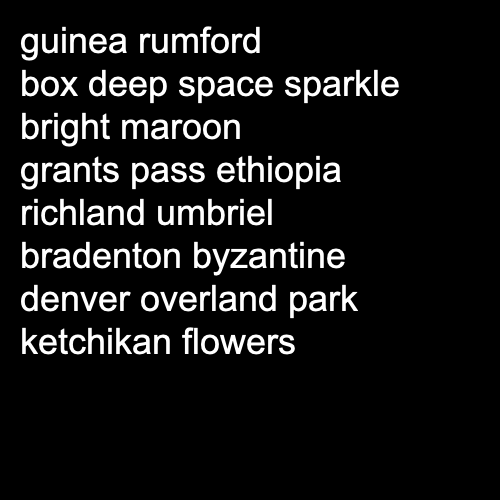 guinea rumford
box deep space sparkle
bright maroon
grants pass ethiopia
richland umbriel
bradenton byzantine
denver overland park
ketchikan flowers